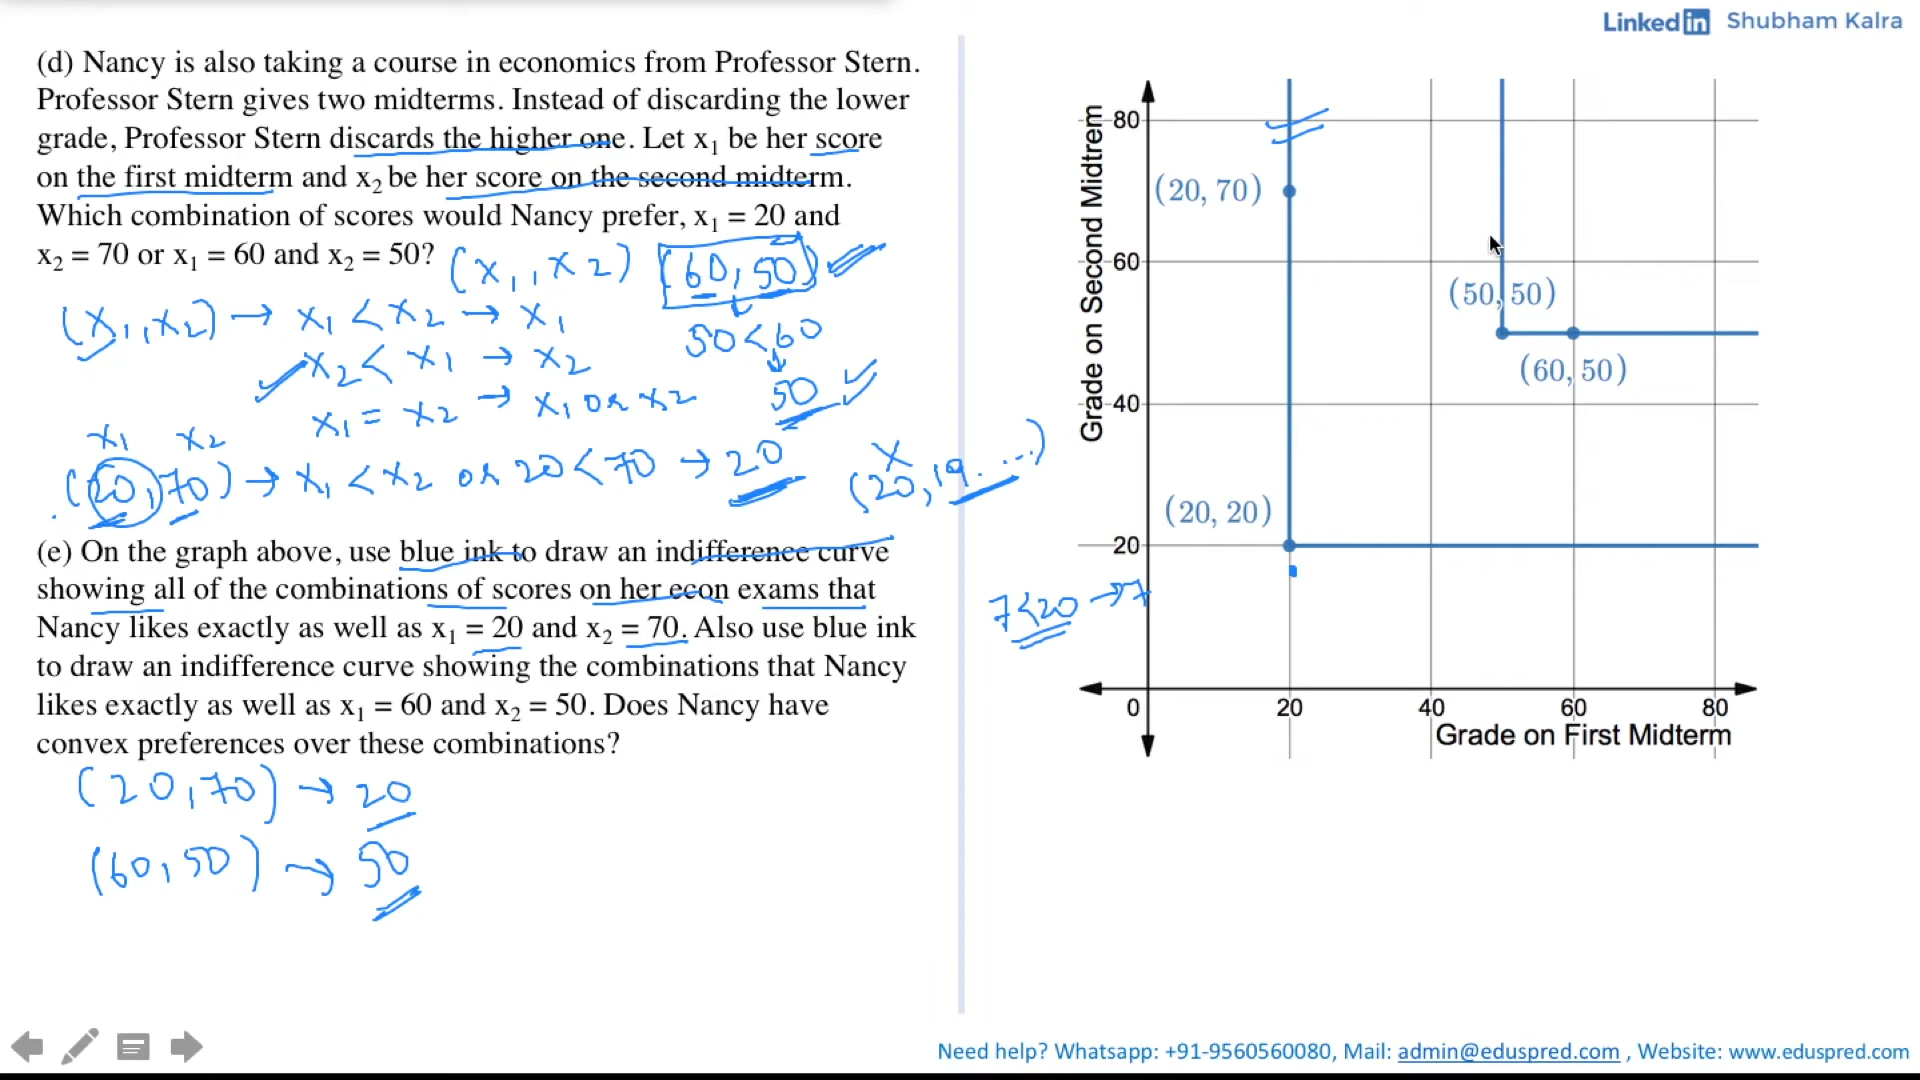 Linked in Shubham Kalra
(d) Nancy is also taking a course in economics from Professor Stern.
Professor Stern gives two midterms. Instead of discarding the lower
grade, Professor Stern discards the higher one. Let x₁ be her score
on the first midterm and x₂ be her score on the second midterm.
Which combination of scores would Nancy prefer, x₁ = 20 and
x₂ = 70 or x₁ = 60 and x₂ = 50?
(x₁, x₂) (60, 50)
(x₁, x₂) → x₁ < x₂ → x₁
50 < 60
x₂ < x₁ → x₂
50
x₁ = x₂ → x₁ or x₂
x₁ x₂
(20, 70) → x₁ < x₂ or 20 < 70 → 20
x
(20, 19....)
(e) On the graph above, use blue ink to draw an indifference curve
showing all of the combinations of scores on her econ exams that
Nancy likes exactly as well as x₁ = 20 and x₂ = 70. Also use blue ink
to draw an indifference curve showing the combinations that Nancy
likes exactly as well as x₁ = 60 and x₂ = 50. Does Nancy have
convex preferences over these combinations?
(20, 70) → 20
(60, 50) → 50
7 < 20 → 7
Grade on Second Midtrem
80
60
40
20
(20, 70)
(50, 50)
(60, 50)
(20, 20)
0 20 40 60 80
Grade on First Midterm
Need help? Whatsapp: +91-9560560080, Mail: admin@eduspred.com , Website: www.eduspred.com